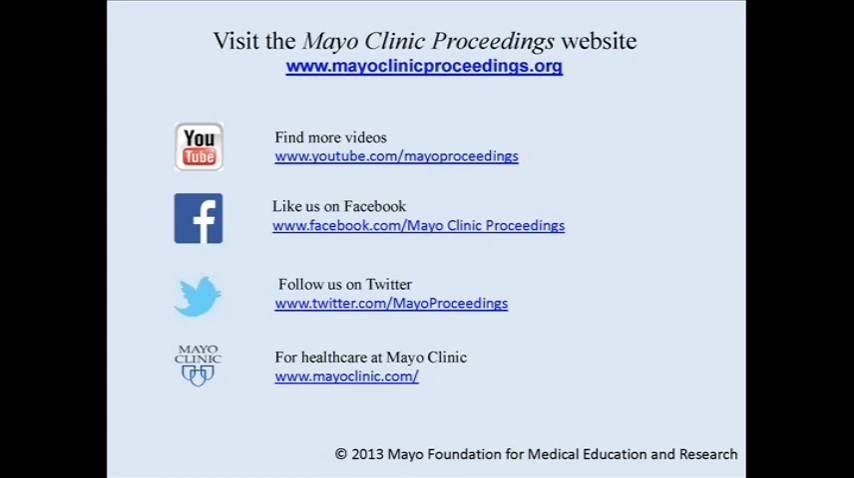 Visit the Mayo Clinic Proceedings website
www.mayoclinicproceedings.org
You
Tube
Find more videos
www.youtube.com/mayoproceedings
f
Like us on Facebook
www.facebook.com/Mayo Clinic Proceedings
Follow us on Twitter
www.twitter.com/MayoProceedings
MAYO
CLINIC
For healthcare at Mayo Clinic
www.mayoclinic.com/
© 2013 Mayo Foundation for Medical Education and Research